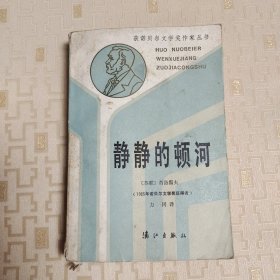 获诺贝尔文学奖作家丛书
HUO NUOBEIER
WENXUEJIANG
ZUOJIACONGSHU
静静的顿河
〔苏联〕肖洛霍夫
(1965年诺贝尔文学奖获得者)
力冈 译
漓江出版社